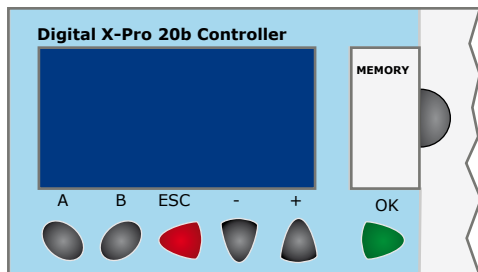 Digital X-Pro 20b Controller
MEMORY
A B ESC - + OK